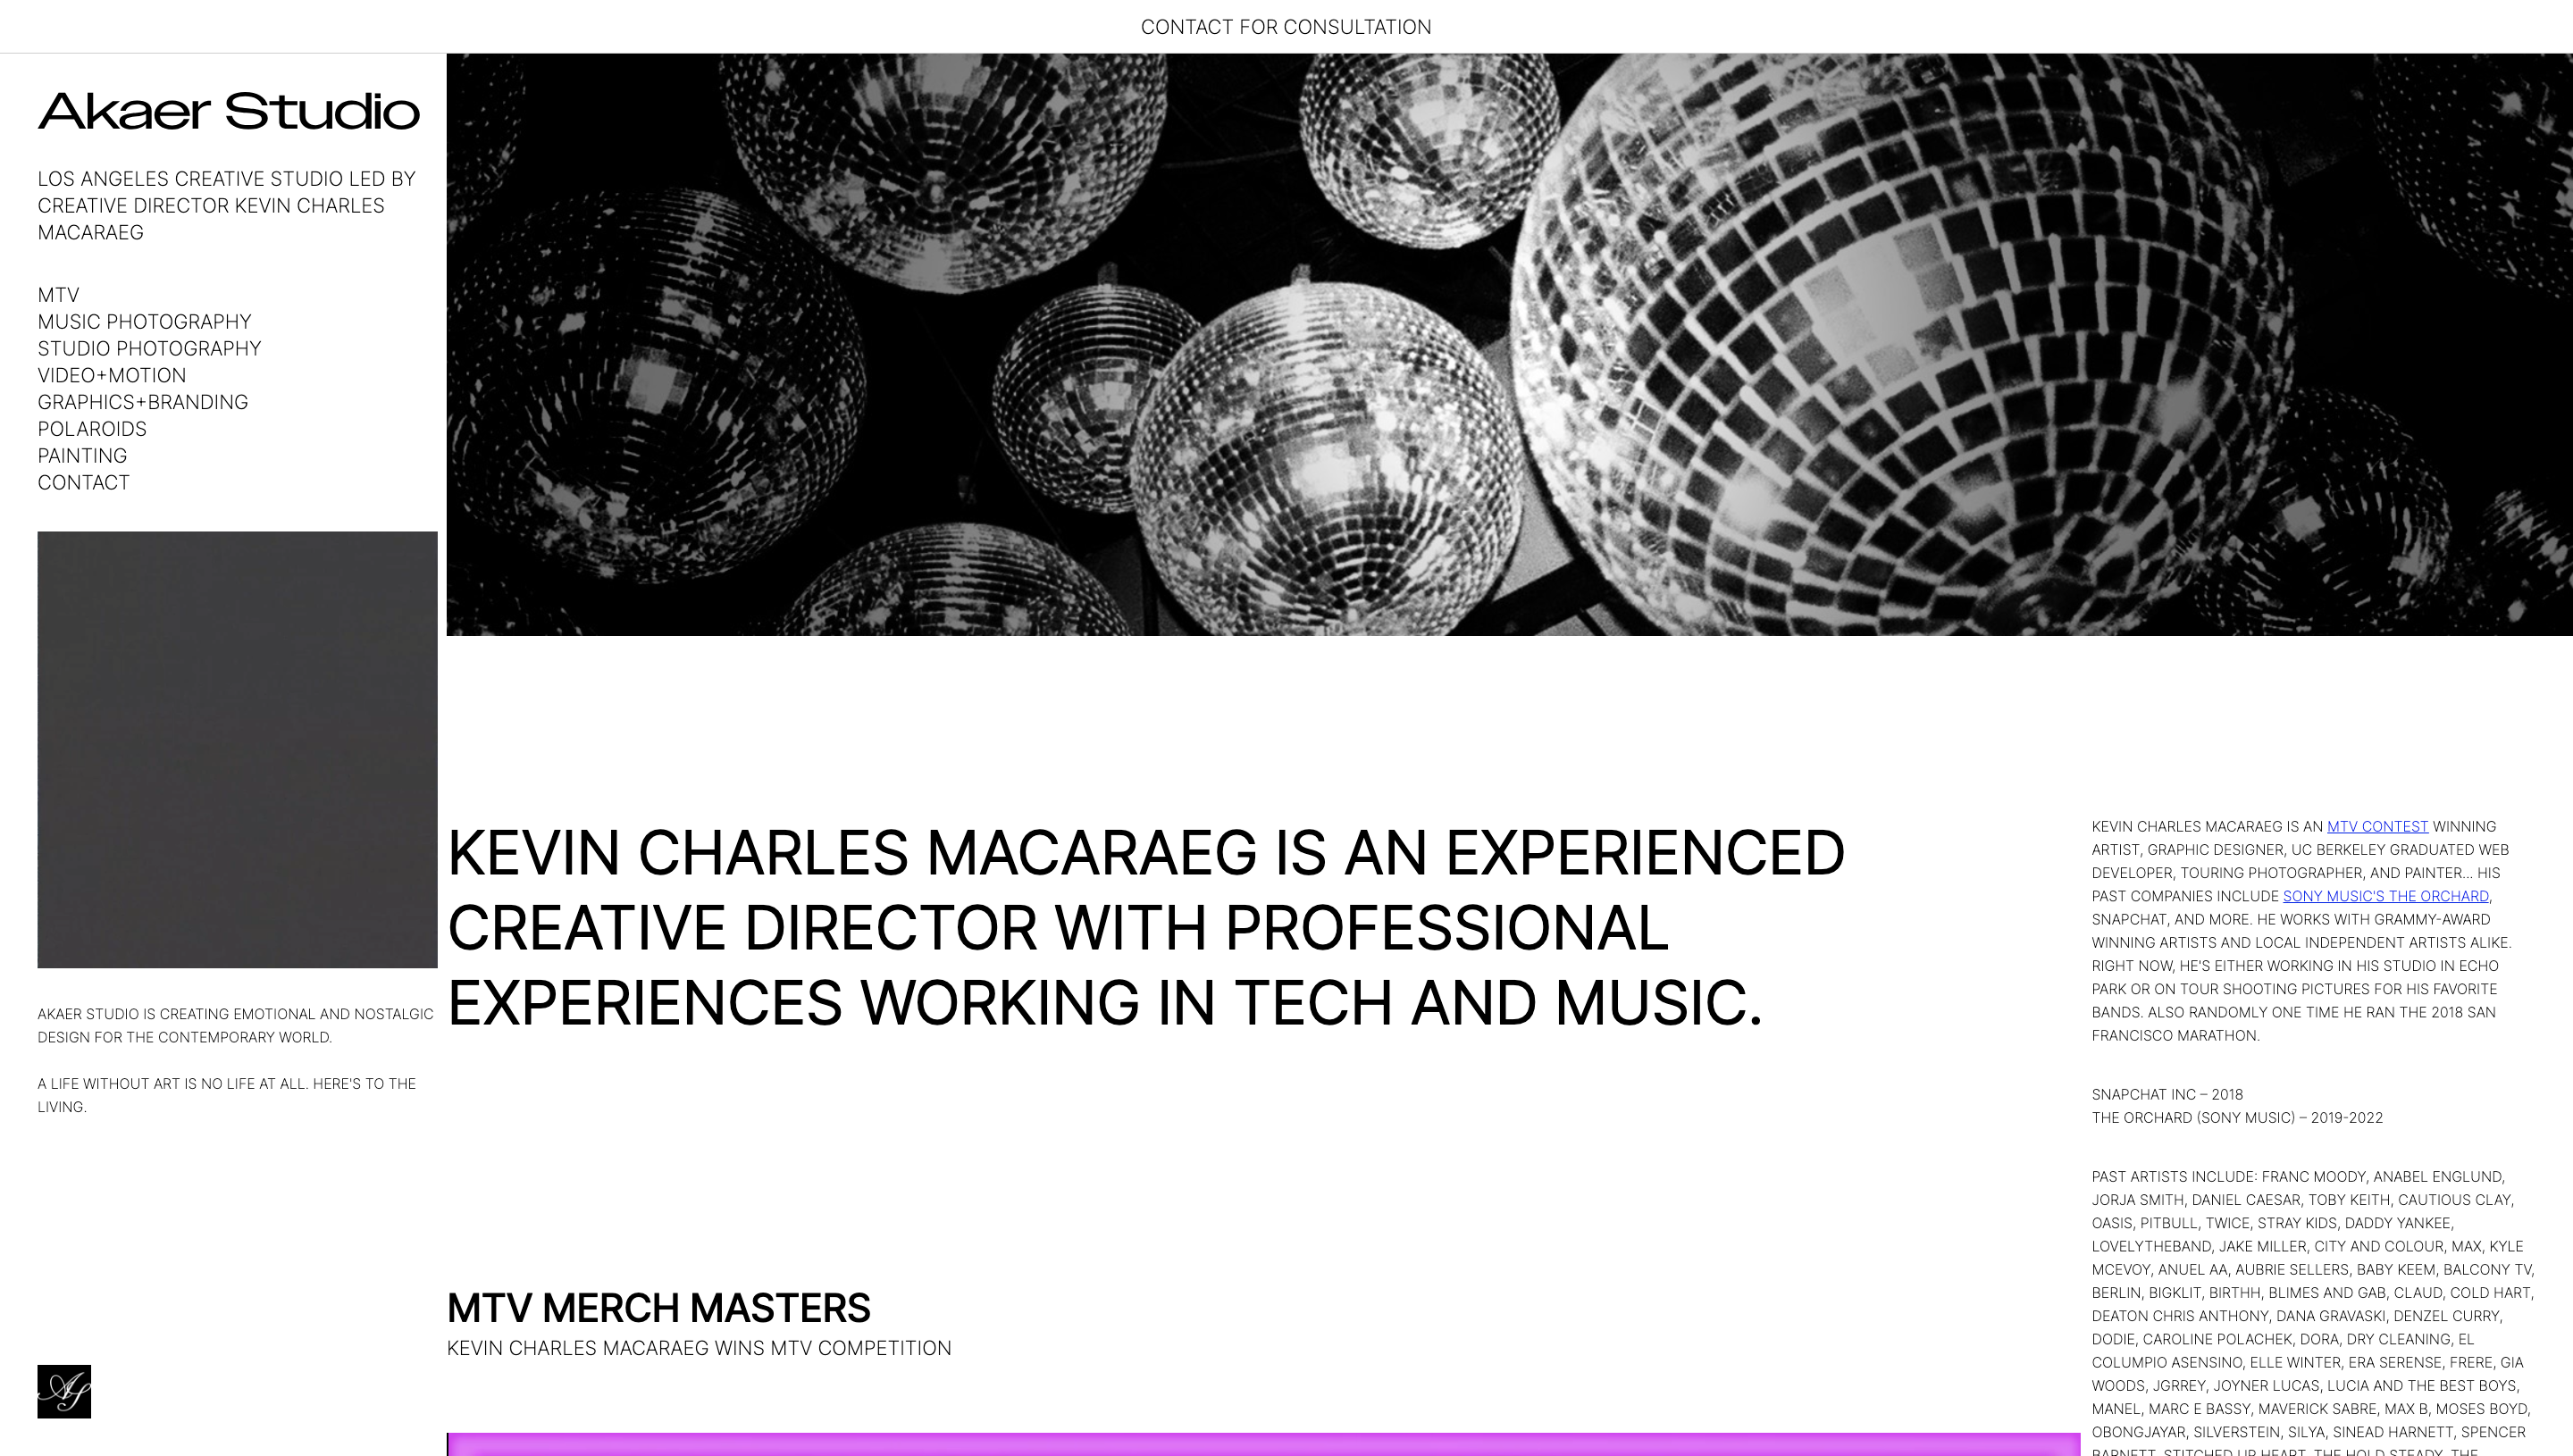 CONTACT FOR CONSULTATION
Akaer Studio
LOS ANGELES CREATIVE STUDIO LED BY
CREATIVE DIRECTOR KEVIN CHARLES
MACARAEG
MTV
MUSIC PHOTOGRAPHY
STUDIO PHOTOGRAPHY
VIDEO+MOTION
GRAPHICS+BRANDING
POLAROIDS
PAINTING
CONTACT
AKAER STUDIO IS CREATING EMOTIONAL AND NOSTALGIC
DESIGN FOR THE CONTEMPORARY WORLD.
A LIFE WITHOUT ART IS NO LIFE AT ALL. HERE'S TO THE
LIVING.
AS
KEVIN CHARLES MACARAEG IS AN EXPERIENCED
CREATIVE DIRECTOR WITH PROFESSIONAL
EXPERIENCES WORKING IN TECH AND MUSIC.
MTV MERCH MASTERS
KEVIN CHARLES MACARAEG WINS MTV COMPETITION
KEVIN CHARLES MACARAEG IS AN MTV CONTEST WINNING
ARTIST, GRAPHIC DESIGNER, UC BERKELEY GRADUATED WEB
DEVELOPER, TOURING PHOTOGRAPHER, AND PAINTER... HIS
PAST COMPANIES INCLUDE SONY MUSIC'S THE ORCHARD,
SNAPCHAT, AND MORE. HE WORKS WITH GRAMMY-AWARD
WINNING ARTISTS AND LOCAL INDEPENDENT ARTISTS ALIKE.
RIGHT NOW, HE'S EITHER WORKING IN HIS STUDIO IN ECHO
PARK OR ON TOUR SHOOTING PICTURES FOR HIS FAVORITE
BANDS. ALSO RANDOMLY ONE TIME HE RAN THE 2018 SAN
FRANCISCO MARATHON.
SNAPCHAT INC – 2018
THE ORCHARD (SONY MUSIC) – 2019-2022
PAST ARTISTS INCLUDE: FRANC MOODY, ANABEL ENGLUND,
JORJA SMITH, DANIEL CAESAR, TOBY KEITH, CAUTIOUS CLAY,
OASIS, PITBULL, TWICE, STRAY KIDS, DADDY YANKEE,
LOVELYTHEBAND, JAKE MILLER, CITY AND COLOUR, MAX, KYLE
MCEVOY, ANUEL AA, AUBRIE SELLERS, BABY KEEM, BALCONY TV,
BERLIN, BIGKLIT, BIRTHH, BLIMES AND GAB, CLAUD, COLD HART,
DEATON CHRIS ANTHONY, DANA GRAVASKI, DENZEL CURRY,
DODIE, CAROLINE POLACHEK, DORA, DRY CLEANING, EL
COLUMPIO ASENSINO, ELLE WINTER, ERA SERENSE, FRERE, GIA
WOODS, JGRREY, JOYNER LUCAS, LUCIA AND THE BEST BOYS,
MANEL, MARC E BASSY, MAVERICK SABRE, MAX B, MOSES BOYD,
OBONGJAYAR, SILVERSTEIN, SILYA, SINEAD HARNETT, SPENCER
BARNETT, STITCHED UP HEART, THE HOLD STEADY, THE